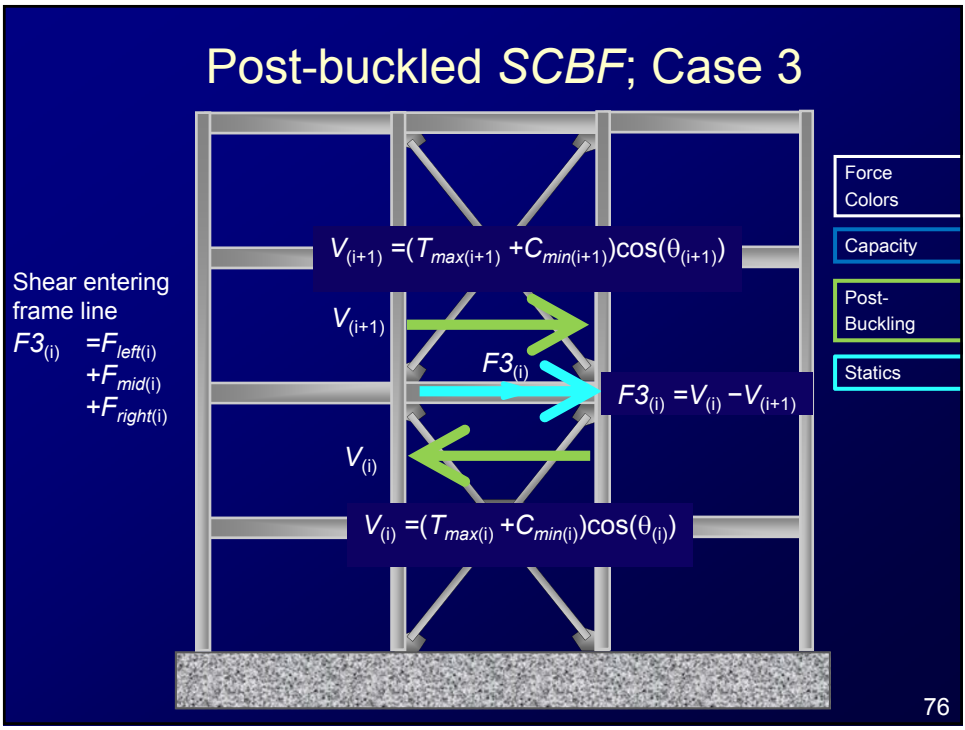 Post-buckled SCBF; Case 3
Force
Colors
V(i+1) =(Tmax(i+1) +Cmin(i+1))cos(θ(i+1))
Capacity
Shear entering
frame line
F3(i) =Fleft(i)
+Fmid(i)
+Fright(i)
Post-
Buckling
V(i+1)
F3(i)
Statics
F3(i) =V(i) −V(i+1)
V(i)
V(i) =(Tmax(i) +Cmin(i))cos(θ(i))
76